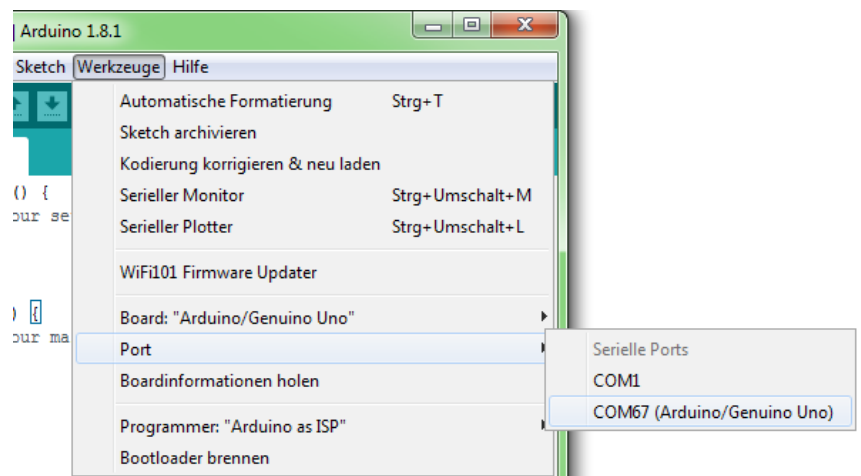 Arduino 1.8.1
Sketch Werkzeuge Hilfe
Automatische Formatierung Strg+T
Sketch archivieren
Kodierung korrigieren & neu laden
() {
Serieller Monitor Strg+Umschalt+M
our se
Serieller Plotter Strg+Umschalt+L
WiFi101 Firmware Updater
) {
Board: "Arduino/Genuino Uno"
our ma
Port
Serielle Ports
Boardinformationen holen
COM1
COM67 (Arduino/Genuino Uno)
Programmer: "Arduino as ISP"
Bootloader brennen